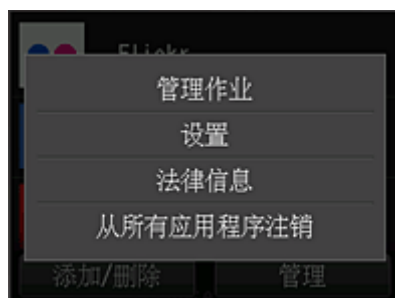 Flickr
管理作业
设置
法律信息
从所有应用程序注销
添加/删除 管理